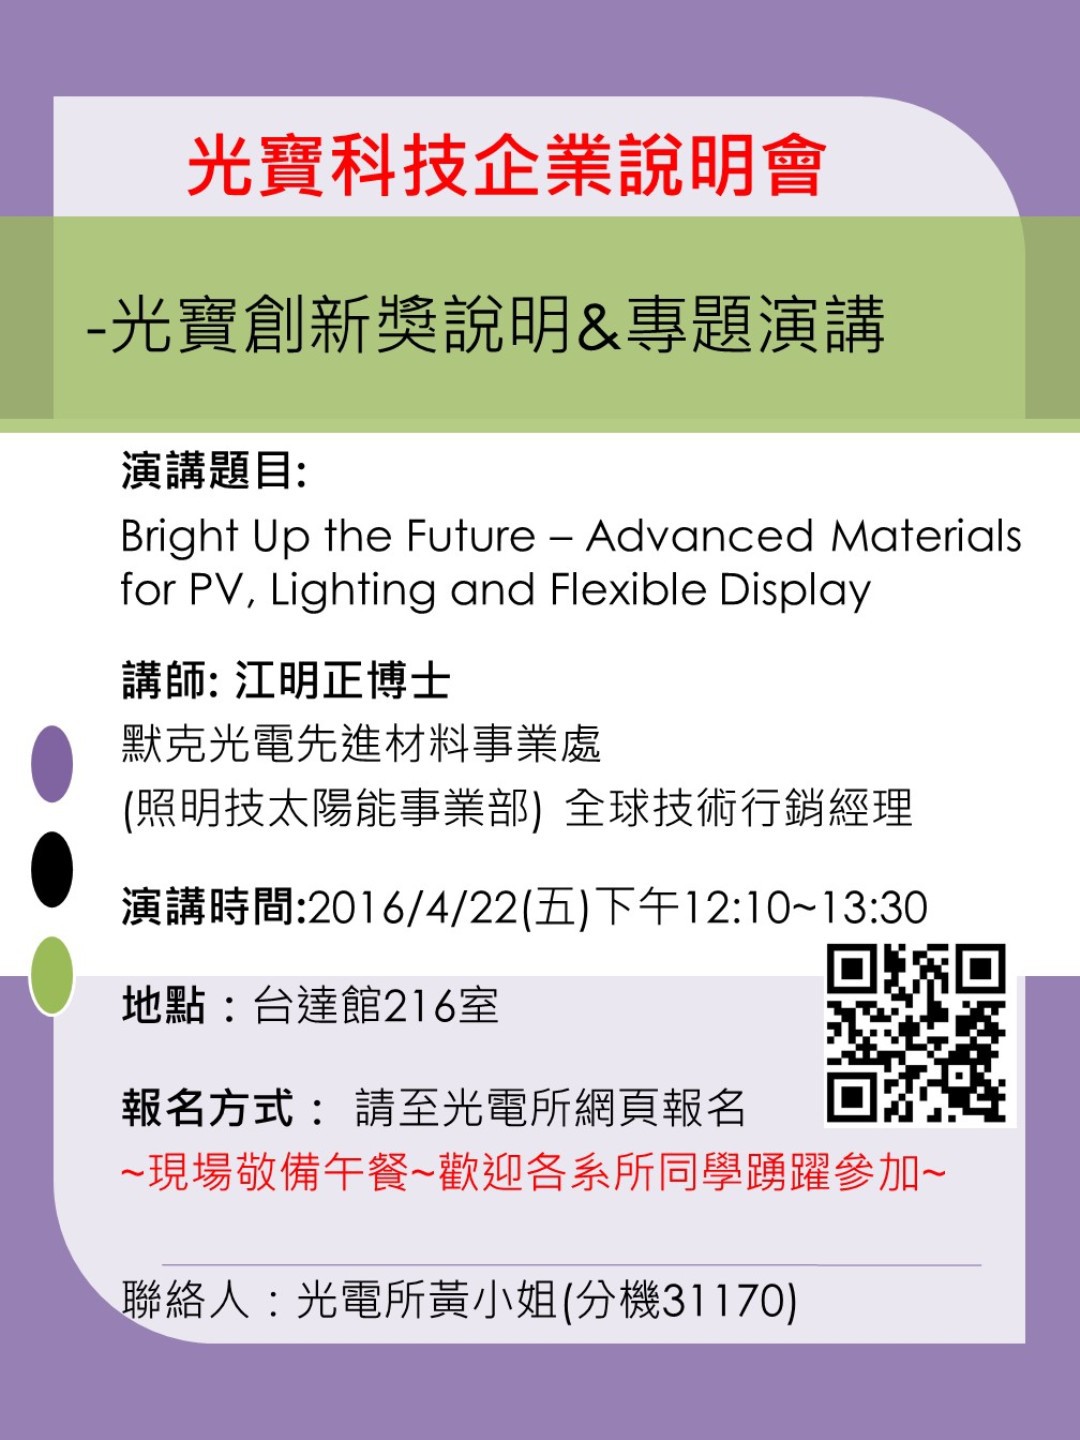 光寶科技企業說明會
-光寶創新獎說明&專題演講
演講題目:
Bright Up the Future – Advanced Materials
for PV, Lighting and Flexible Display
講師: 江明正博士
默克光電先進材料事業處
(照明技太陽能事業部) 全球技術行銷經理
演講時間:2016/4/22(五)下午12:10~13:30
地點：台達館216室
報名方式： 請至光電所網頁報名
~現場敬備午餐~歡迎各系所同學踴躍參加~
聯絡人：光電所黃小姐(分機31170)